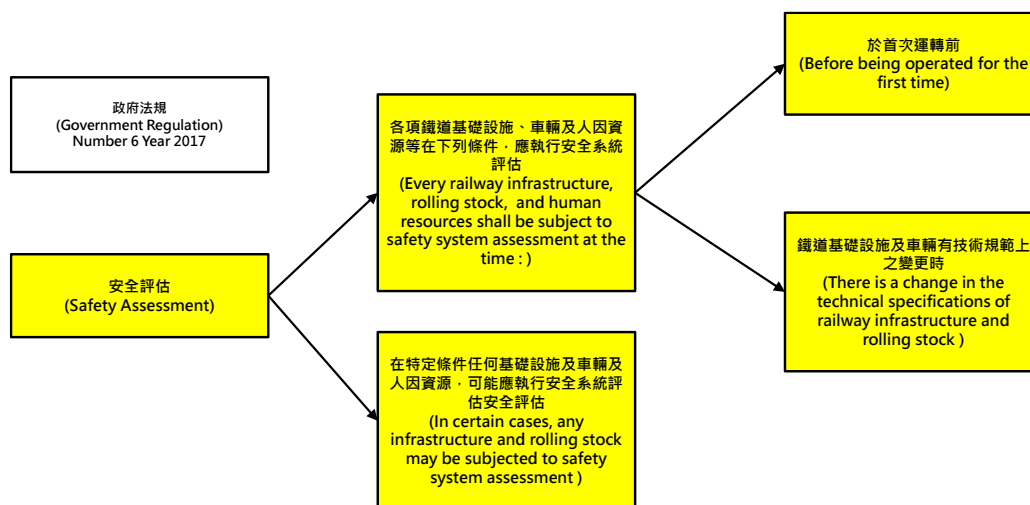 政府法規
(Government Regulation)
Number 6 Year 2017
安全評估
(Safety Assessment)
各項鐵道基礎設施、車輛及人因資
源等在下列條件，應執行安全系統
評估
(Every railway infrastructure,
rolling stock, and human
resources shall be subject to
safety system assessment at the
time : )
在特定條件任何基礎設施及車輛及
人因資源，可能應執行安全系統評
估安全評估
(In certain cases, any
infrastructure and rolling stock
may be subjected to safety
system assessment )
於首次運轉前
(Before being operated for the
first time)
鐵道基礎設施及車輛有技術規範上
之變更時
(There is a change in the
technical specifications of
railway infrastructure and
rolling stock )